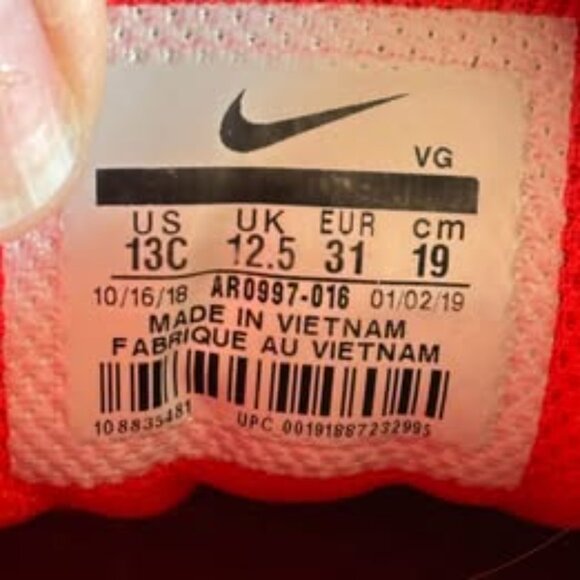 VG
US UK EUR cm
13C 12.5 31 19
10/16/18 AR0997-016 01/02/19
MADE IN VIETNAM
FABRIQUE AU VIETNAM
108835481 UPC 00191887232995